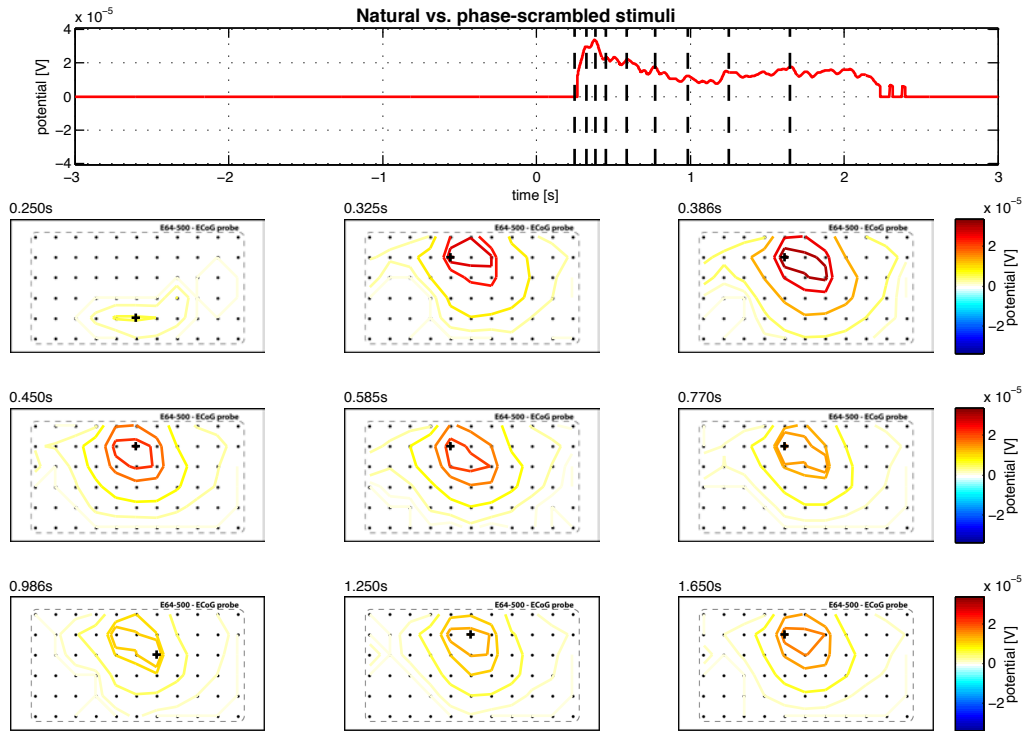 Natural vs. phase-scrambled stimuli
x 10⁻⁵
4
2
0
−2
−4
potential [V]
−3
−2
−1
0
1
2
3
time [s]
0.250s
E64-500 - ECoG probe
0.325s
E64-500 - ECoG probe
0.386s
E64-500 - ECoG probe
x 10⁻⁵
2
0
−2
potential [V]
0.450s
E64-500 - ECoG probe
0.585s
E64-500 - ECoG probe
0.770s
E64-500 - ECoG probe
x 10⁻⁵
2
0
−2
potential [V]
0.986s
E64-500 - ECoG probe
1.250s
E64-500 - ECoG probe
1.650s
E64-500 - ECoG probe
x 10⁻⁵
2
0
−2
potential [V]